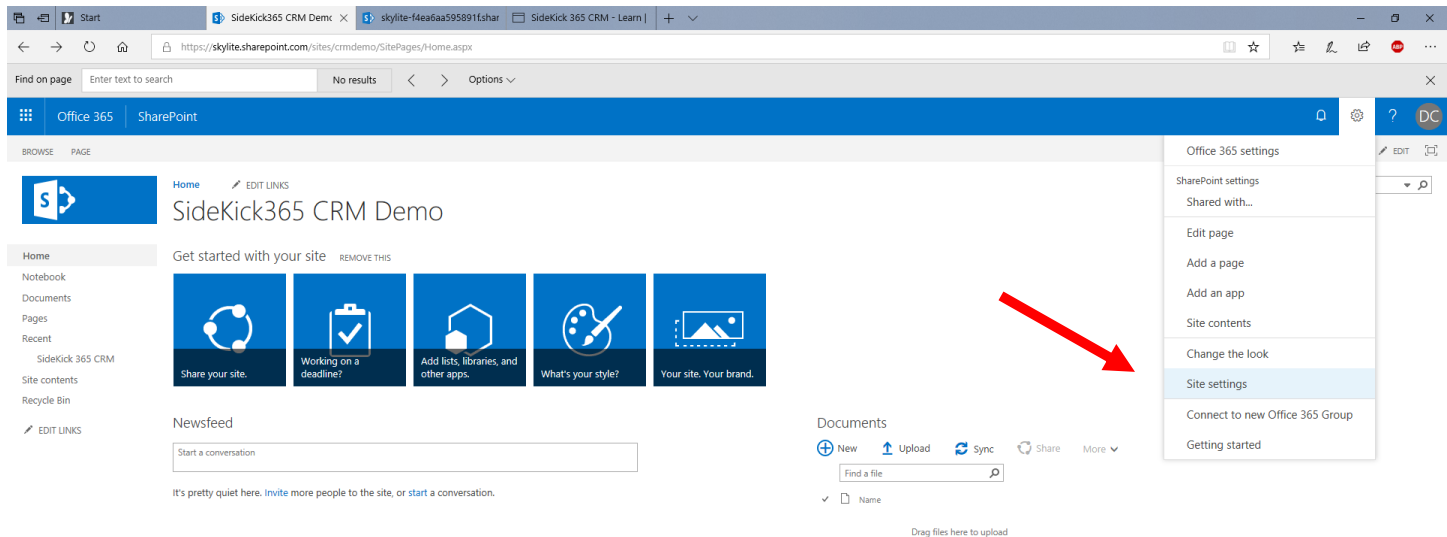 Start
SideKick365 CRM Demc
skylite-f4ea6aa595891f.shar
SideKick 365 CRM - Learn |
https://skylite.sharepoint.com/sites/crmdemo/SitePages/Home.aspx
ABP
Find on page
Enter text to search
No results
Options
Office 365
SharePoint
?
DC
BROWSE
PAGE
EDIT
Office 365 settings
SharePoint settings
Shared with...
Edit page
Add a page
Add an app
Site contents
Change the look
Site settings
Connect to new Office 365 Group
Getting started
S
Home
EDIT LINKS
SideKick365 CRM Demo
Home
Notebook
Documents
Pages
Recent
SideKick 365 CRM
Site contents
Recycle Bin
EDIT LINKS
Get started with your site
REMOVE THIS
Share your site.
Working on a
deadline?
Add lists, libraries, and
other apps.
What's your style?
Your site. Your brand.
Newsfeed
Start a conversation
It's pretty quiet here. Invite more people to the site, or start a conversation.
Documents
New
Upload
Sync
Share
More
Find a file
Name
Drag files here to upload